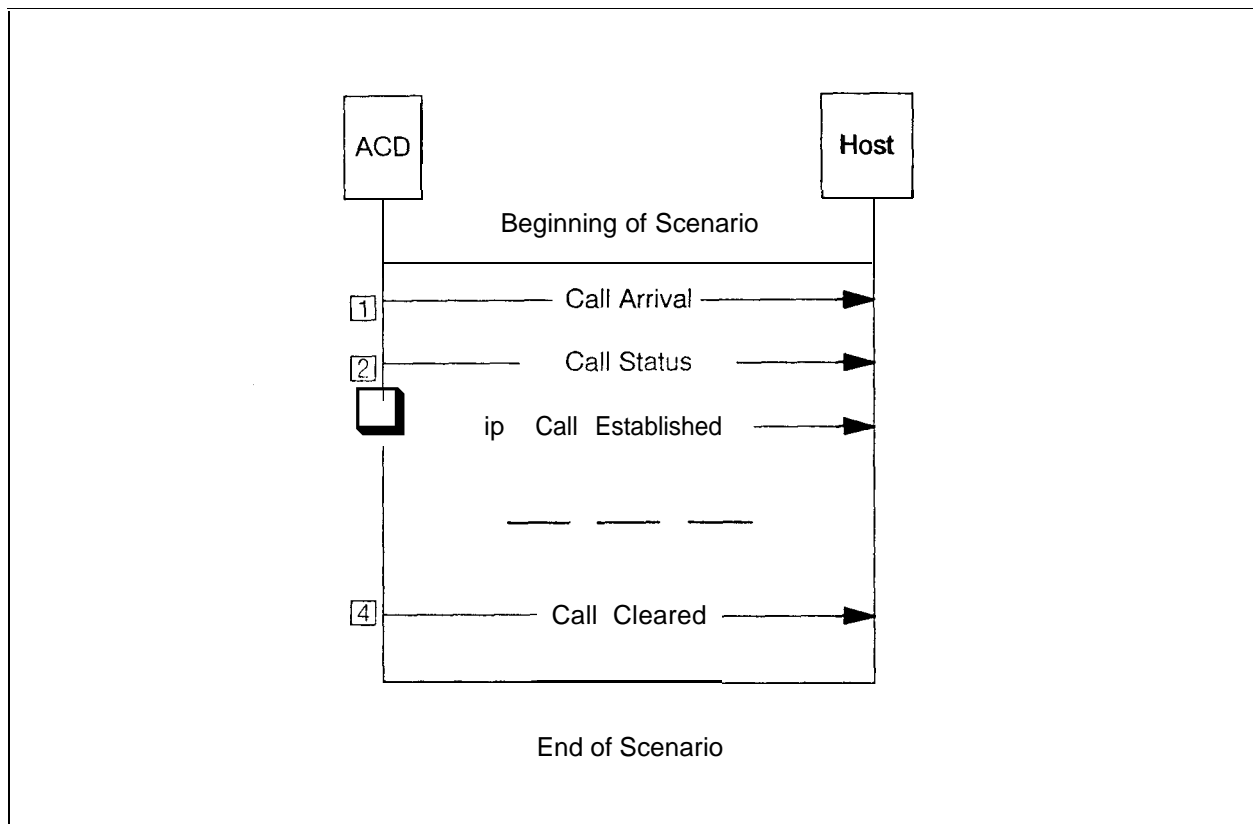 ACD
Host
Beginning of Scenario
1 Call Arrival
2 Call Status
ip Call Established
4 Call Cleared
End of Scenario